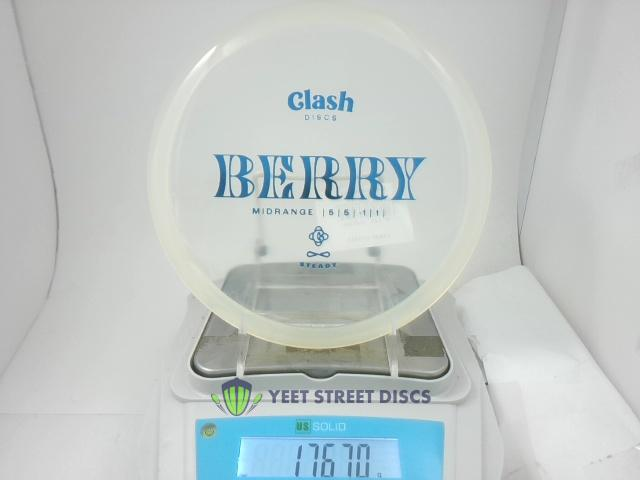 Clash
DISCS
BERRY
MIDRANGE |5|5|-1|1|
STEADY
YEET STREET DISCS
US SOLID
176.70 g